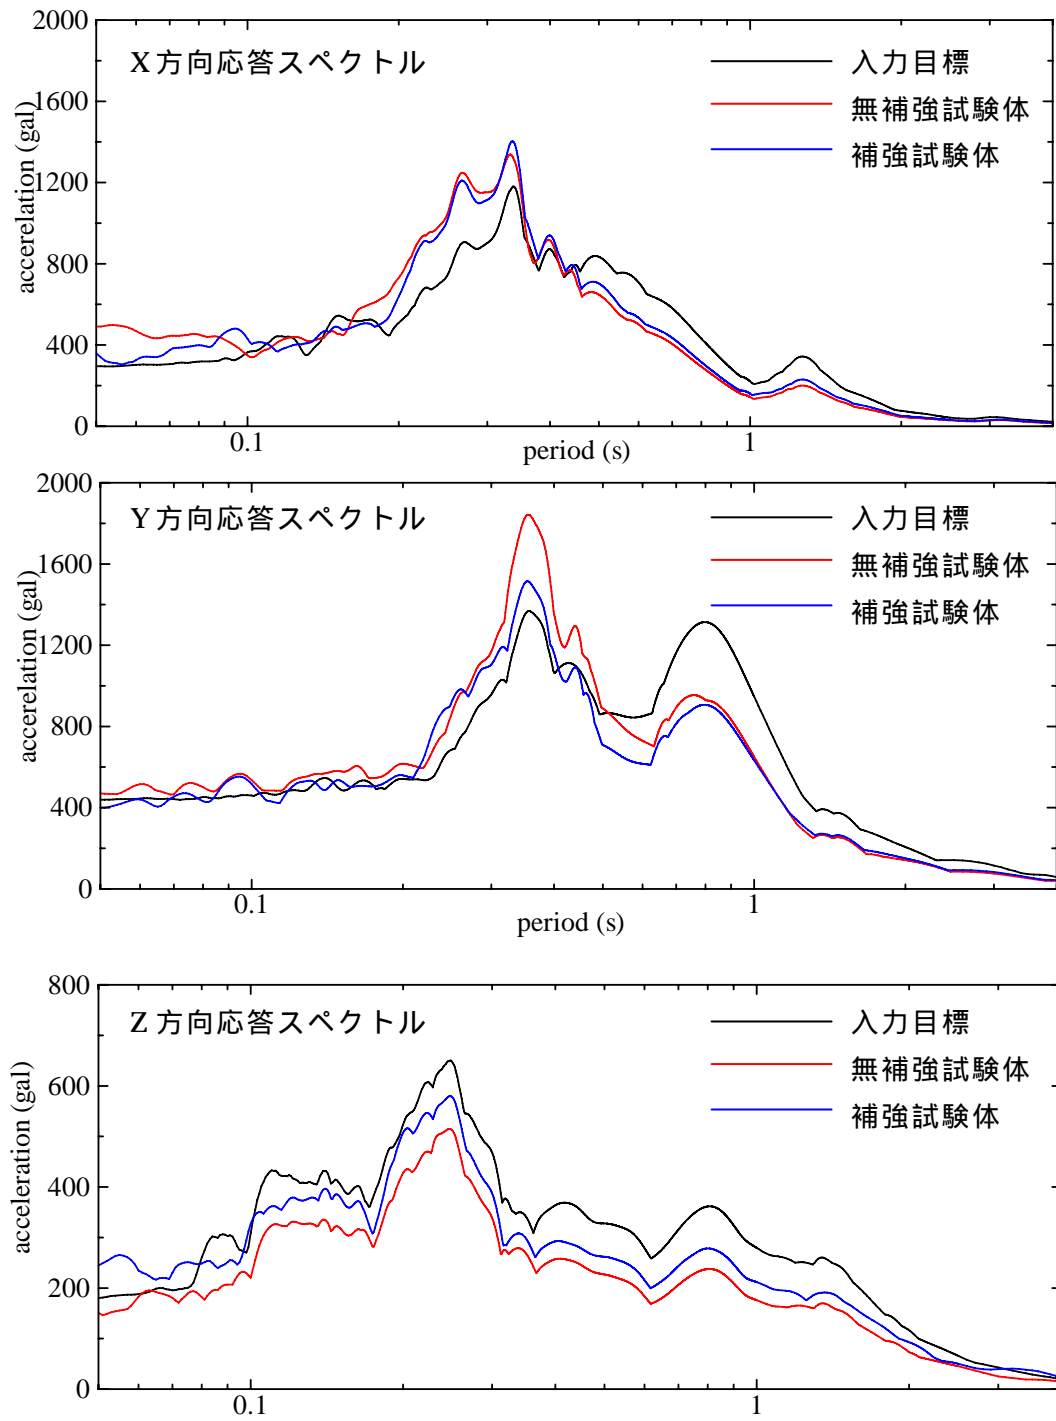 2000
X方向応答スペクトル
入力目標
1600
無補強試験体
補強試験体
1200
800
400
0
accerelation (gal)
0.1
1
period (s)
2000
Y方向応答スペクトル
入力目標
1600
無補強試験体
補強試験体
1200
800
400
0
accerelation (gal)
0.1
1
period (s)
800
Z方向応答スペクトル
入力目標
無補強試験体
600
補強試験体
400
200
0
acceleration (gal)
0.1
1